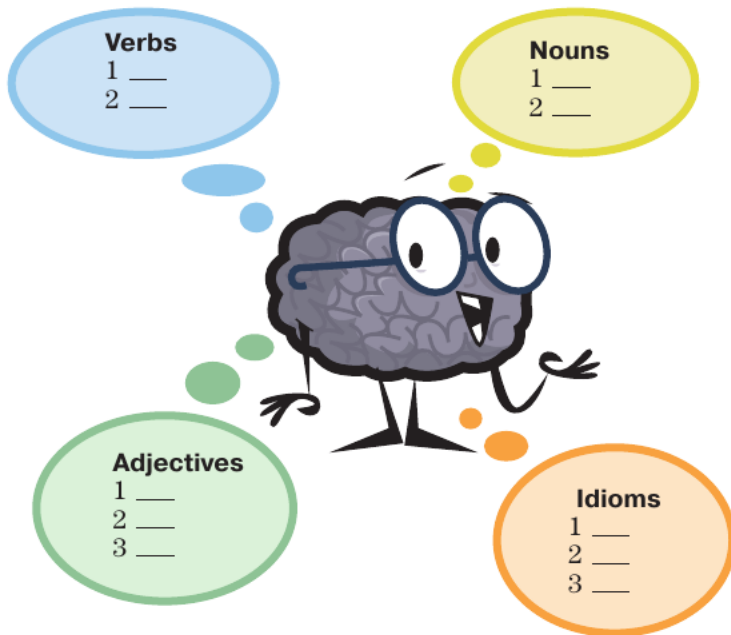 Verbs
1 ___
2 ___
Nouns
1 ___
2 ___
Adjectives
1 ___
2 ___
3 ___
Idioms
1 ___
2 ___
3 ___